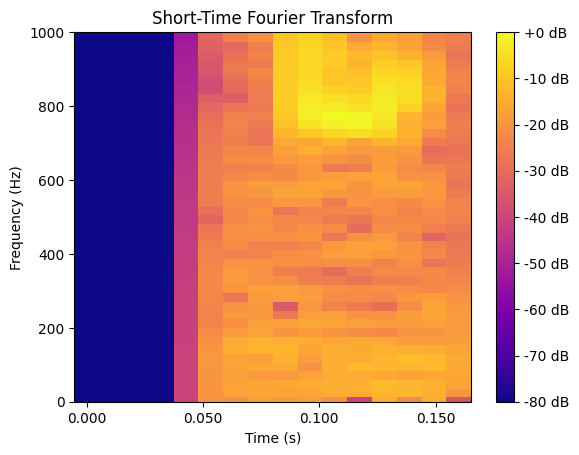 Short-Time Fourier Transform
1000
800
600
400
200
0
Frequency (Hz)
0.000
0.050
0.100
0.150
Time (s)
+0 dB
-10 dB
-20 dB
-30 dB
-40 dB
-50 dB
-60 dB
-70 dB
-80 dB